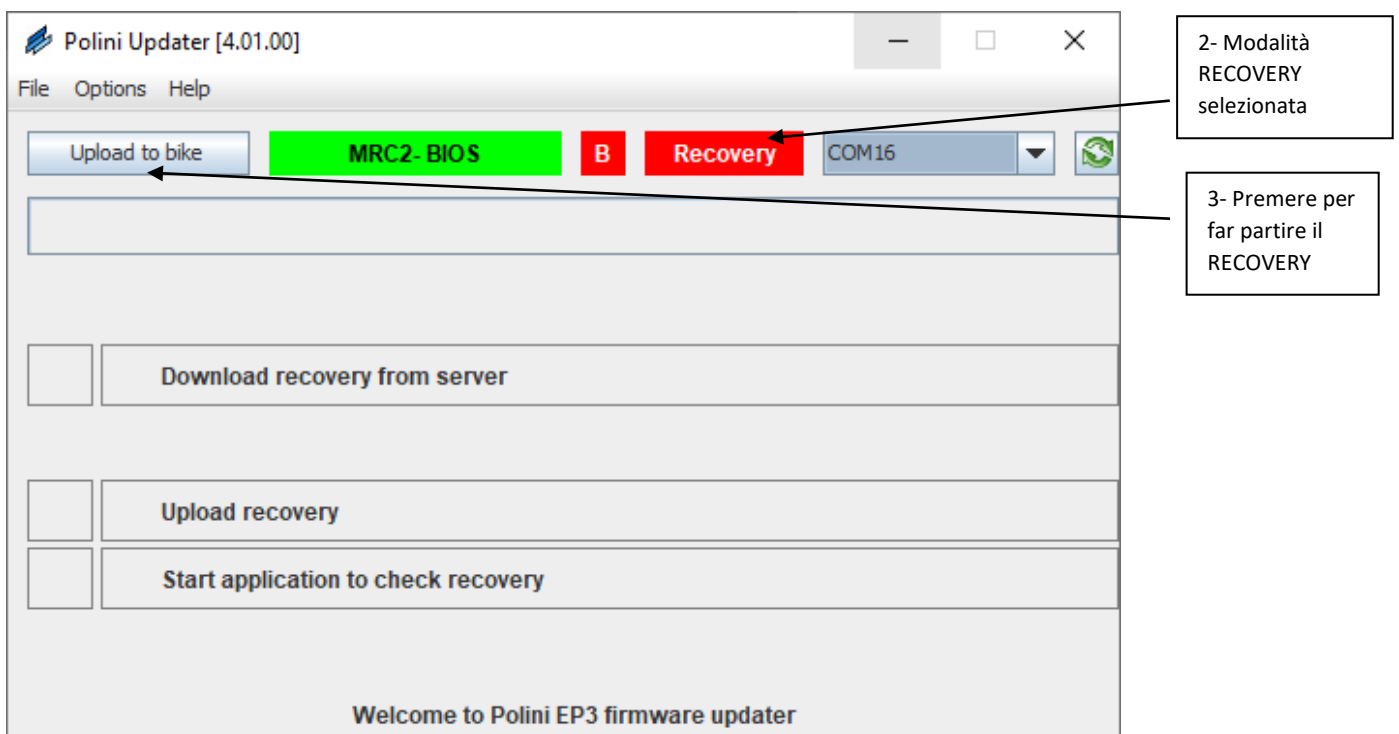 Polini Updater [4.01.00]
File Options Help
Upload to bike MRC2- BIOS B Recovery COM16
Download recovery from server
Upload recovery
Start application to check recovery
Welcome to Polini EP3 firmware updater
2- Modalità
RECOVERY
selezionata
3- Premere per
far partire il
RECOVERY